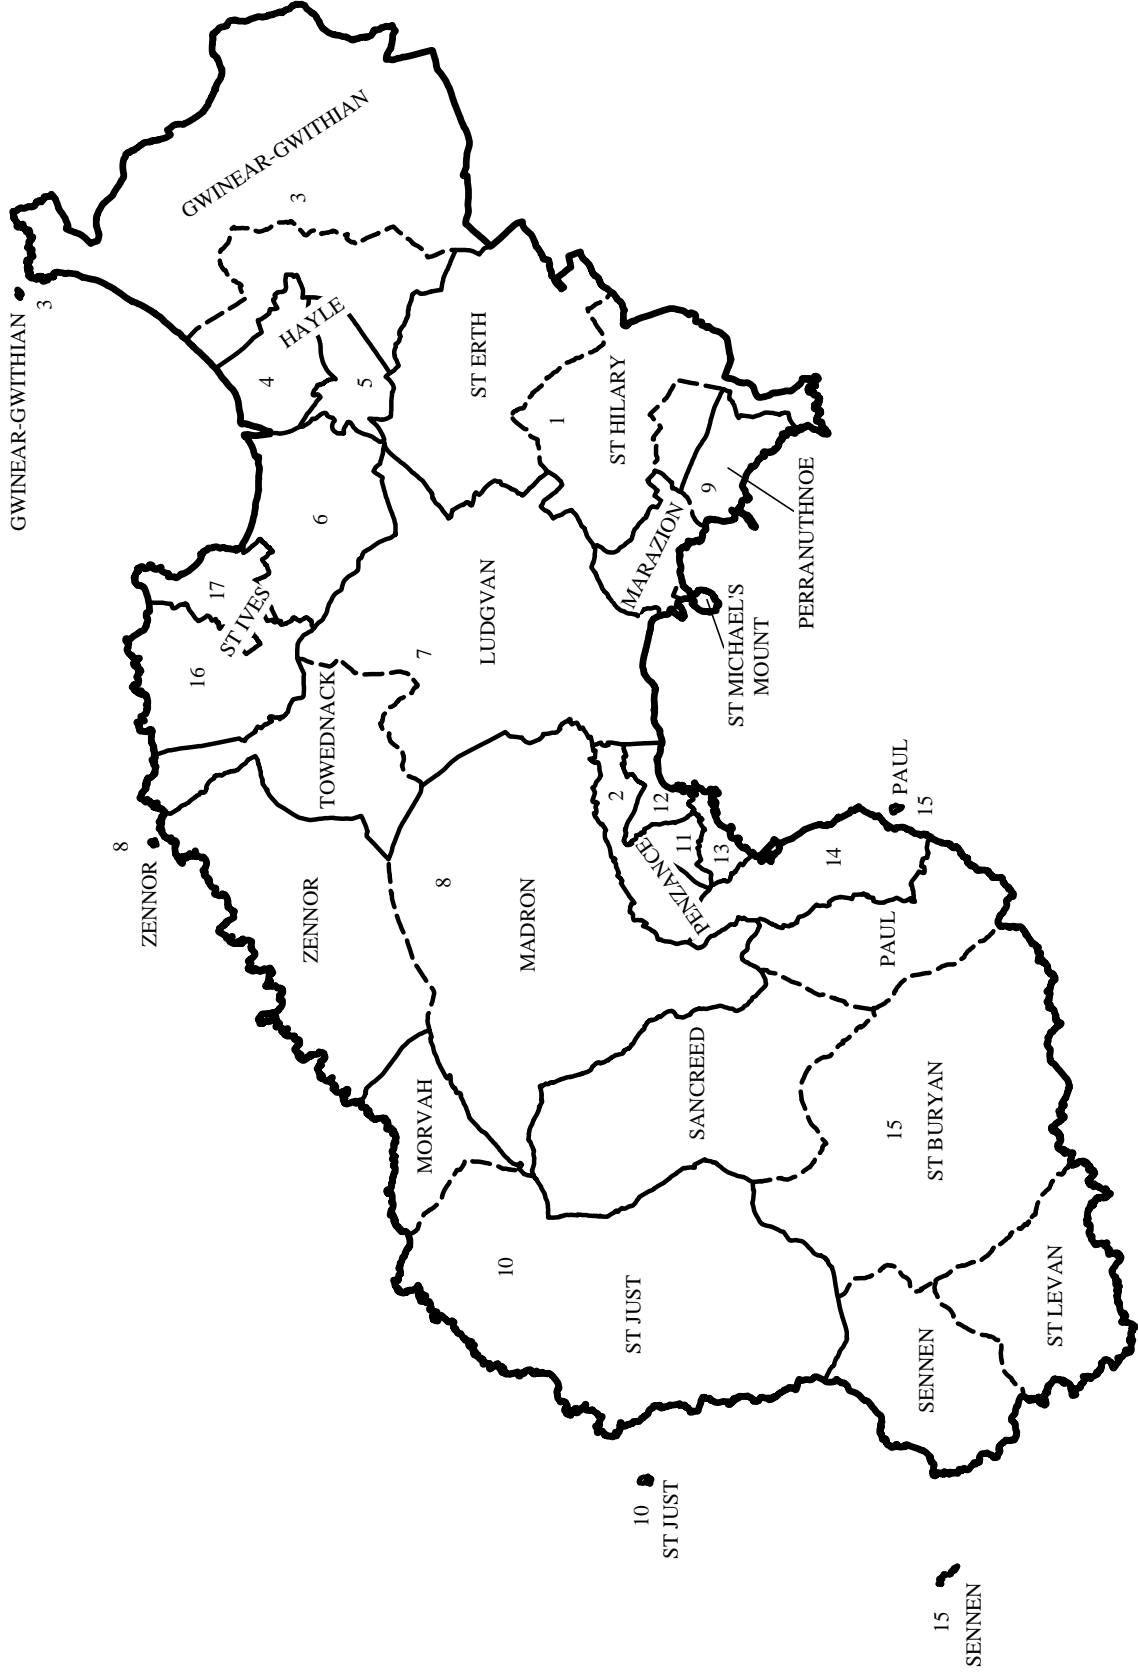 GWINEAR-GWITHIAN
3
8
ZENNOR
16
17
ST IVES
4
GWINEAR-GWITHIAN
3
ZENNOR
HAYLE
6
TOWEDNACK
5
MORVAH
7
8
ST ERTH
LUDGVAN
10
MADRON
1
2
ST HILARY
ST JUST
10
ST JUST
MARAZION
12
PENZANCE
11
SANCREED
9
13
ST MICHAEL'S
MOUNT
PERRANUTHNOE
14
PAUL
15
PAUL
15
SENNEN
ST BURYAN
15
SENNEN
ST LEVAN